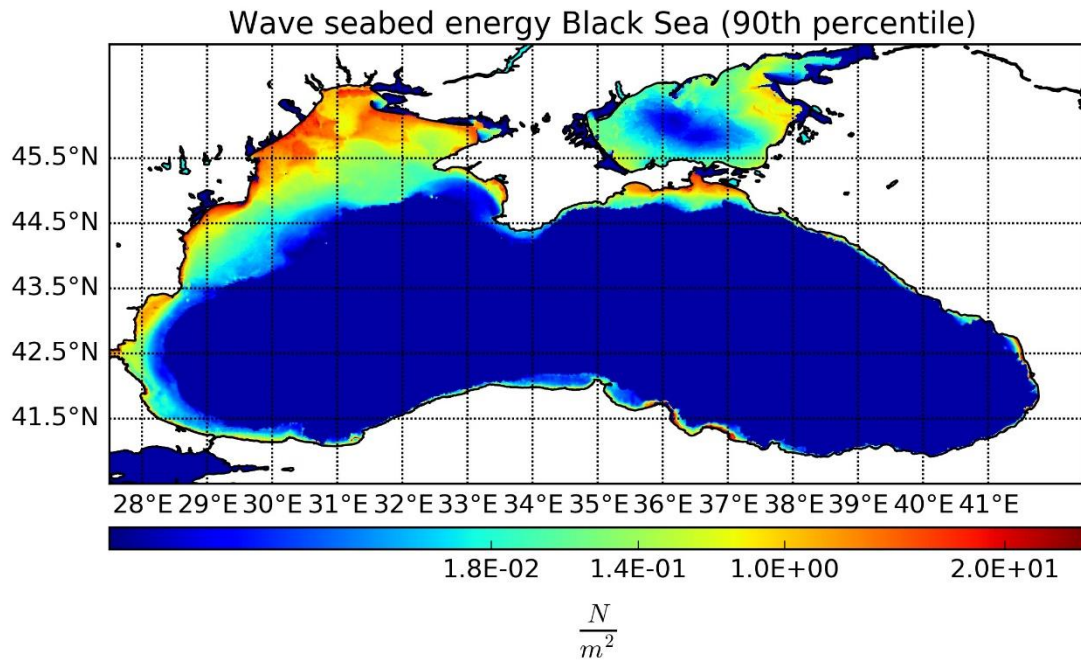 Wave seabed energy Black Sea (90th percentile)
45.5°N
44.5°N
43.5°N
42.5°N
41.5°N
28°E 29°E 30°E 31°E 32°E 33°E 34°E 35°E 36°E 37°E 38°E 39°E 40°E 41°E
1.8E-02 1.4E-01 1.0E+00 2.0E+01
N
m²